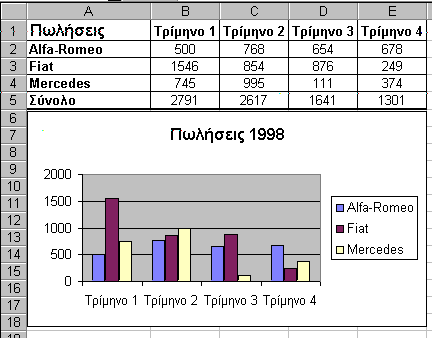 A B C D E
1 Πωλήσεις Τρίμηνο 1 Τρίμηνο 2 Τρίμηνο 3 Τρίμηνο 4
2 Alfa-Romeo 500 768 654 678
3 Fiat 1546 854 876 249
4 Mercedes 745 995 111 374
5 Σύνολο 2791 2617 1641 1301
6
7 Πωλήσεις 1998
8
9
10 2000
11 1500 Alfa-Romeo
12 Fiat
13 1000 Mercedes
14 500
15
16 0
17 Τρίμηνο 1 Τρίμηνο 2 Τρίμηνο 3 Τρίμηνο 4
18